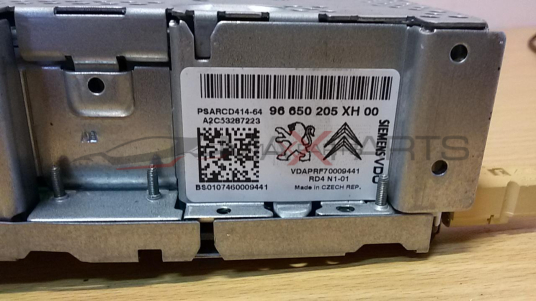 PSARCD414-64 96 650 205 XH 00
A2C53287223
SIEMENS VDO
VDAPRF70009441
RD4 N1-01
BS0107460009441 Made in CZECH REP.